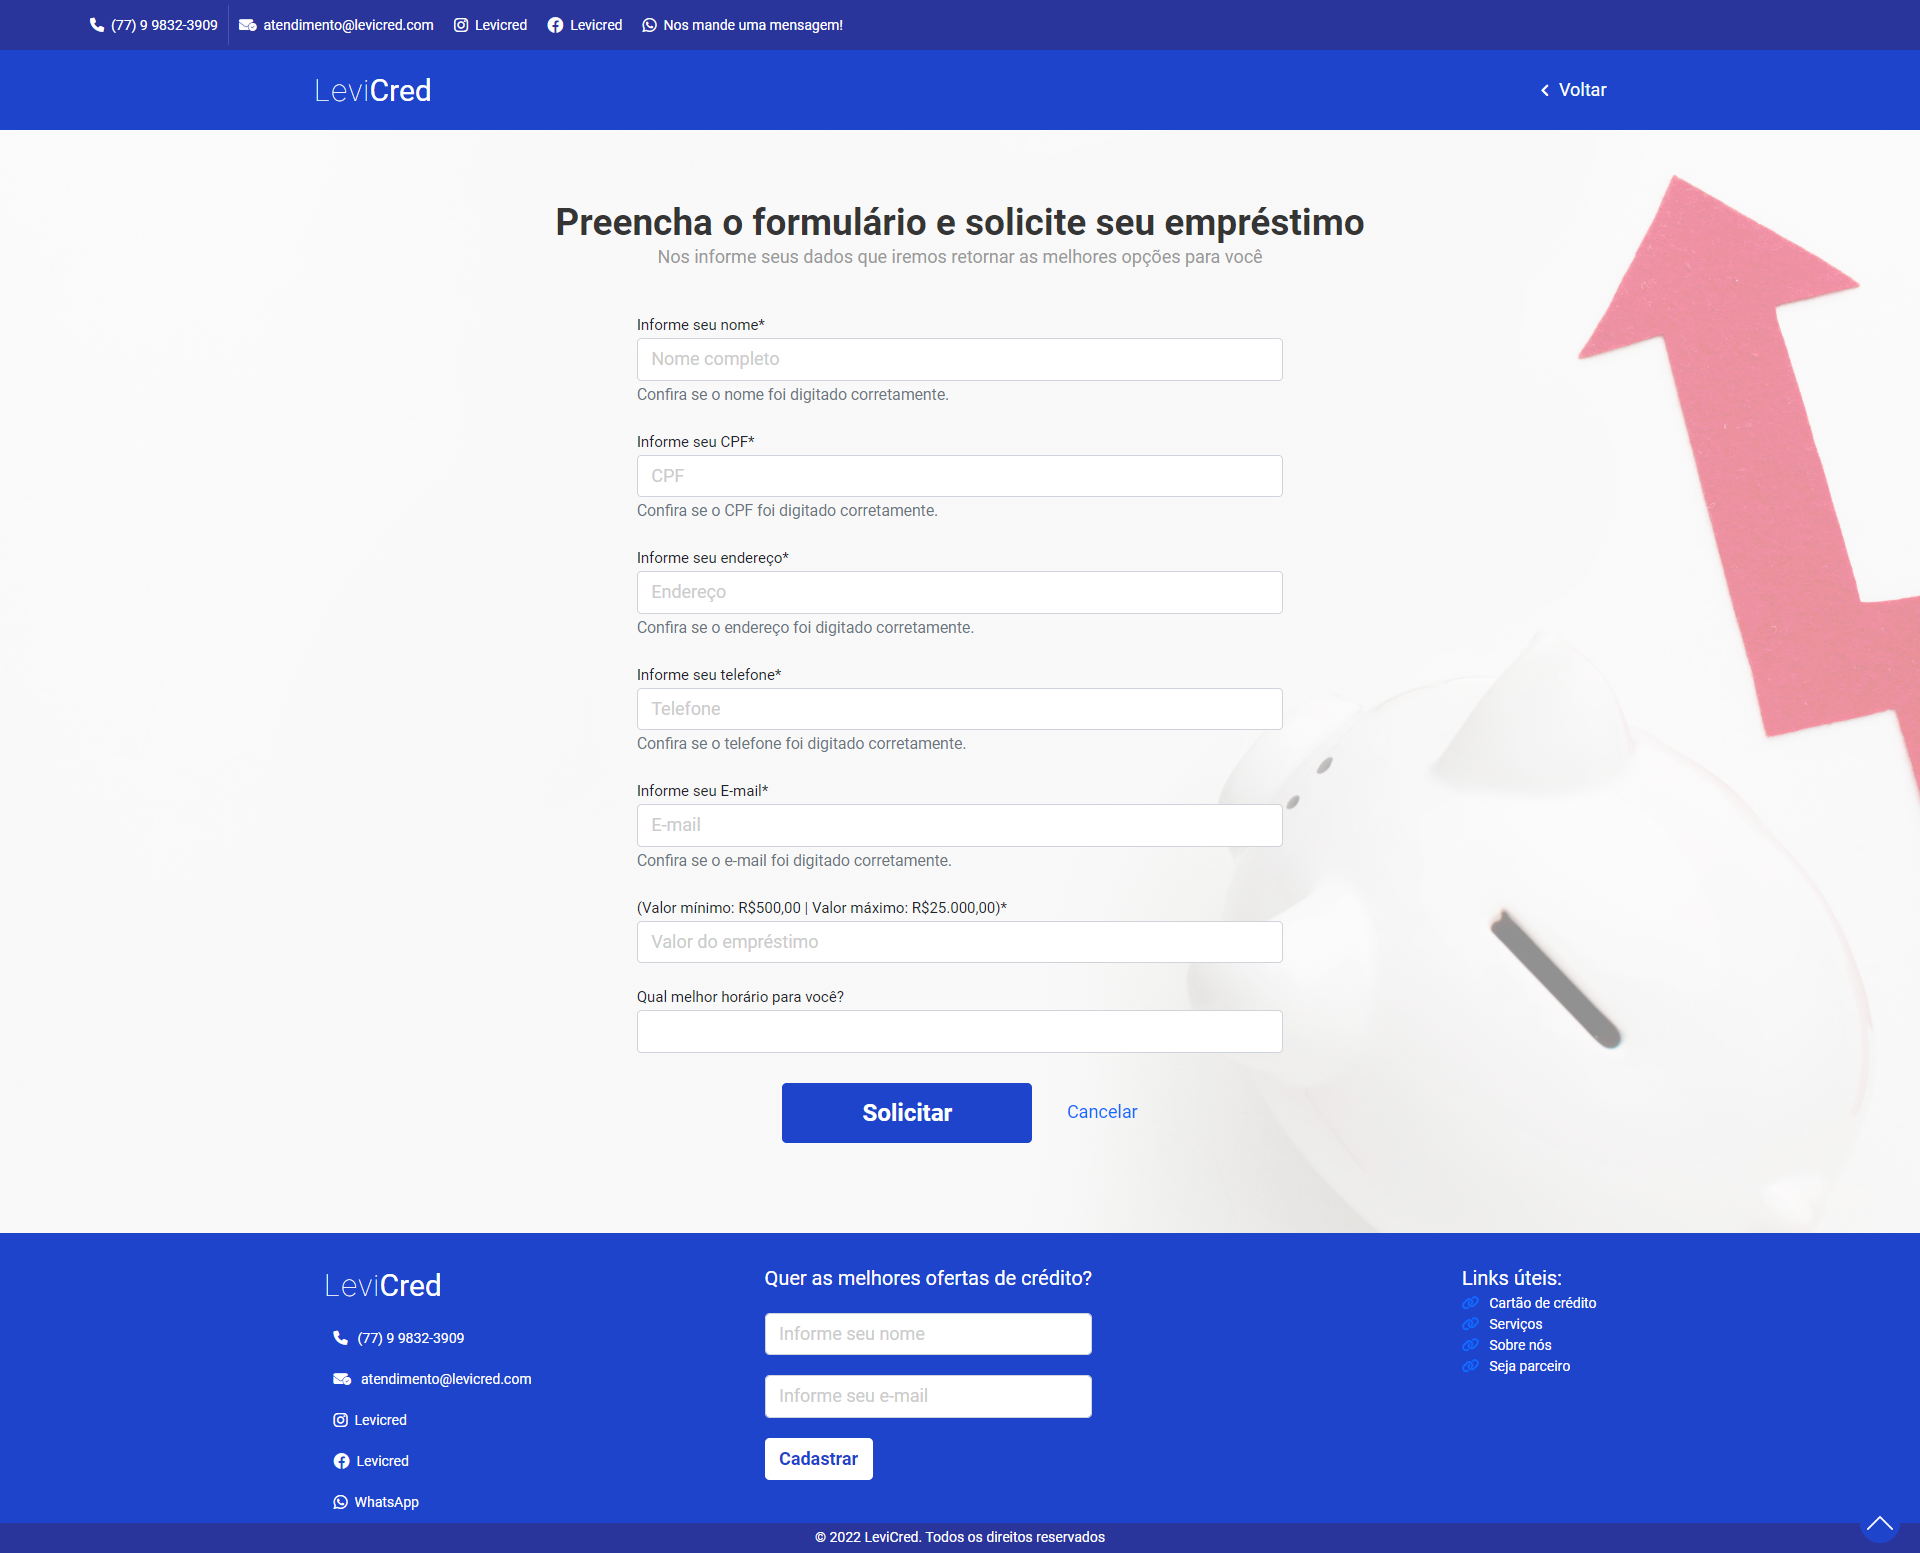 (77) 9 9832-3909 atendimento@levicred.com Levicred Levicred Nos mande uma mensagem!
LeviCred Voltar
Preencha o formulário e solicite seu empréstimo
Nos informe seus dados que iremos retornar as melhores opções para você
Informe seu nome*
Nome completo
Confira se o nome foi digitado corretamente.
Informe seu CPF*
CPF
Confira se o CPF foi digitado corretamente.
Informe seu endereço*
Endereço
Confira se o endereço foi digitado corretamente.
Informe seu telefone*
Telefone
Confira se o telefone foi digitado corretamente.
Informe seu E-mail*
E-mail
Confira se o e-mail foi digitado corretamente.
(Valor mínimo: R$500,00 | Valor máximo: R$25.000,00)*
Valor do empréstimo
Qual melhor horário para você?
Solicitar Cancelar
LeviCred
(77) 9 9832-3909
atendimento@levicred.com
Levicred
Levicred
WhatsApp
Quer as melhores ofertas de crédito?
Informe seu nome
Informe seu e-mail
Cadastrar
Links úteis:
Cartão de crédito
Serviços
Sobre nós
Seja parceiro
© 2022 LeviCred. Todos os direitos reservados